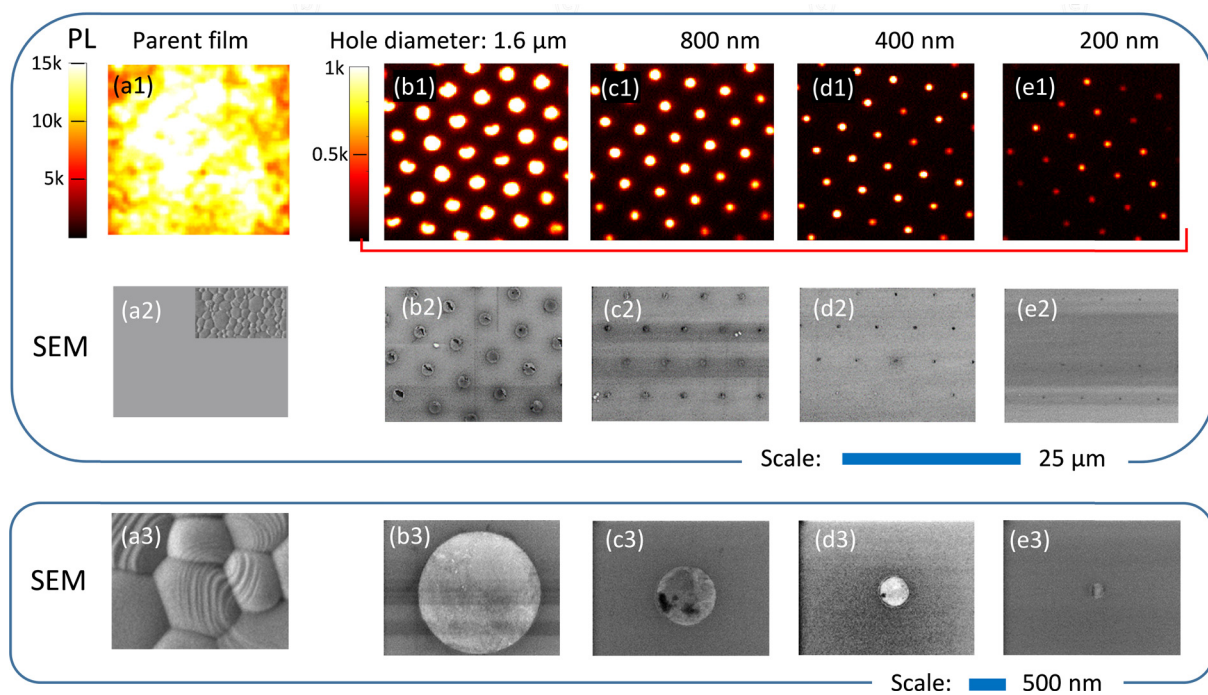 PL Parent film Hole diameter: 1.6 µm 800 nm 400 nm 200 nm
15k
10k
5k
1k
0.5k
(a1) (b1) (c1) (d1) (e1)
SEM
(a2) (b2) (c2) (d2) (e2)
Scale: 25 µm
SEM
(a3) (b3) (c3) (d3) (e3)
Scale: 500 nm